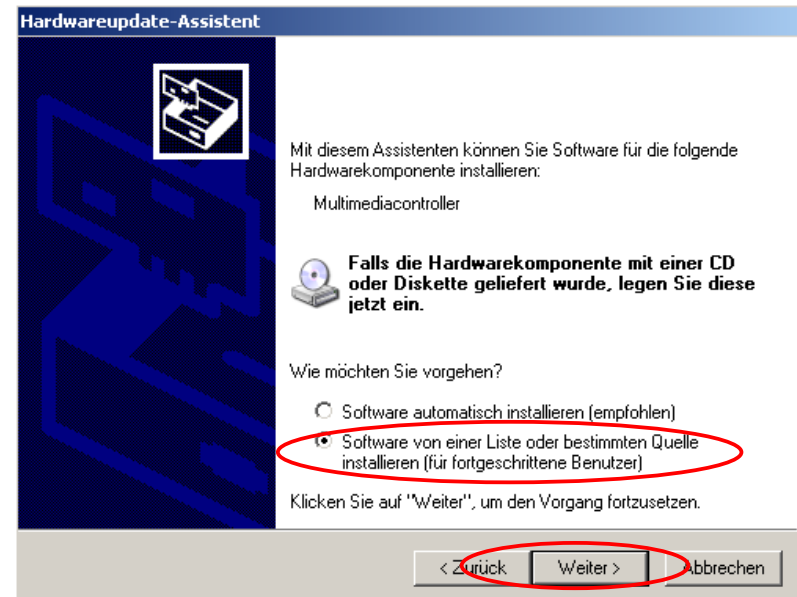 Hardwareupdate-Assistent
Mit diesem Assistenten können Sie Software für die folgende
Hardwarekomponente installieren:
Multimediacontroller
Falls die Hardwarekomponente mit einer CD
oder Diskette geliefert wurde, legen Sie diese
jetzt ein.
Wie möchten Sie vorgehen?
Software automatisch installieren (empfohlen)
Software von einer Liste oder bestimmten Quelle
installieren (für fortgeschrittene Benutzer)
Klicken Sie auf "Weiter", um den Vorgang fortzusetzen.
< Zurück Weiter > Abbrechen